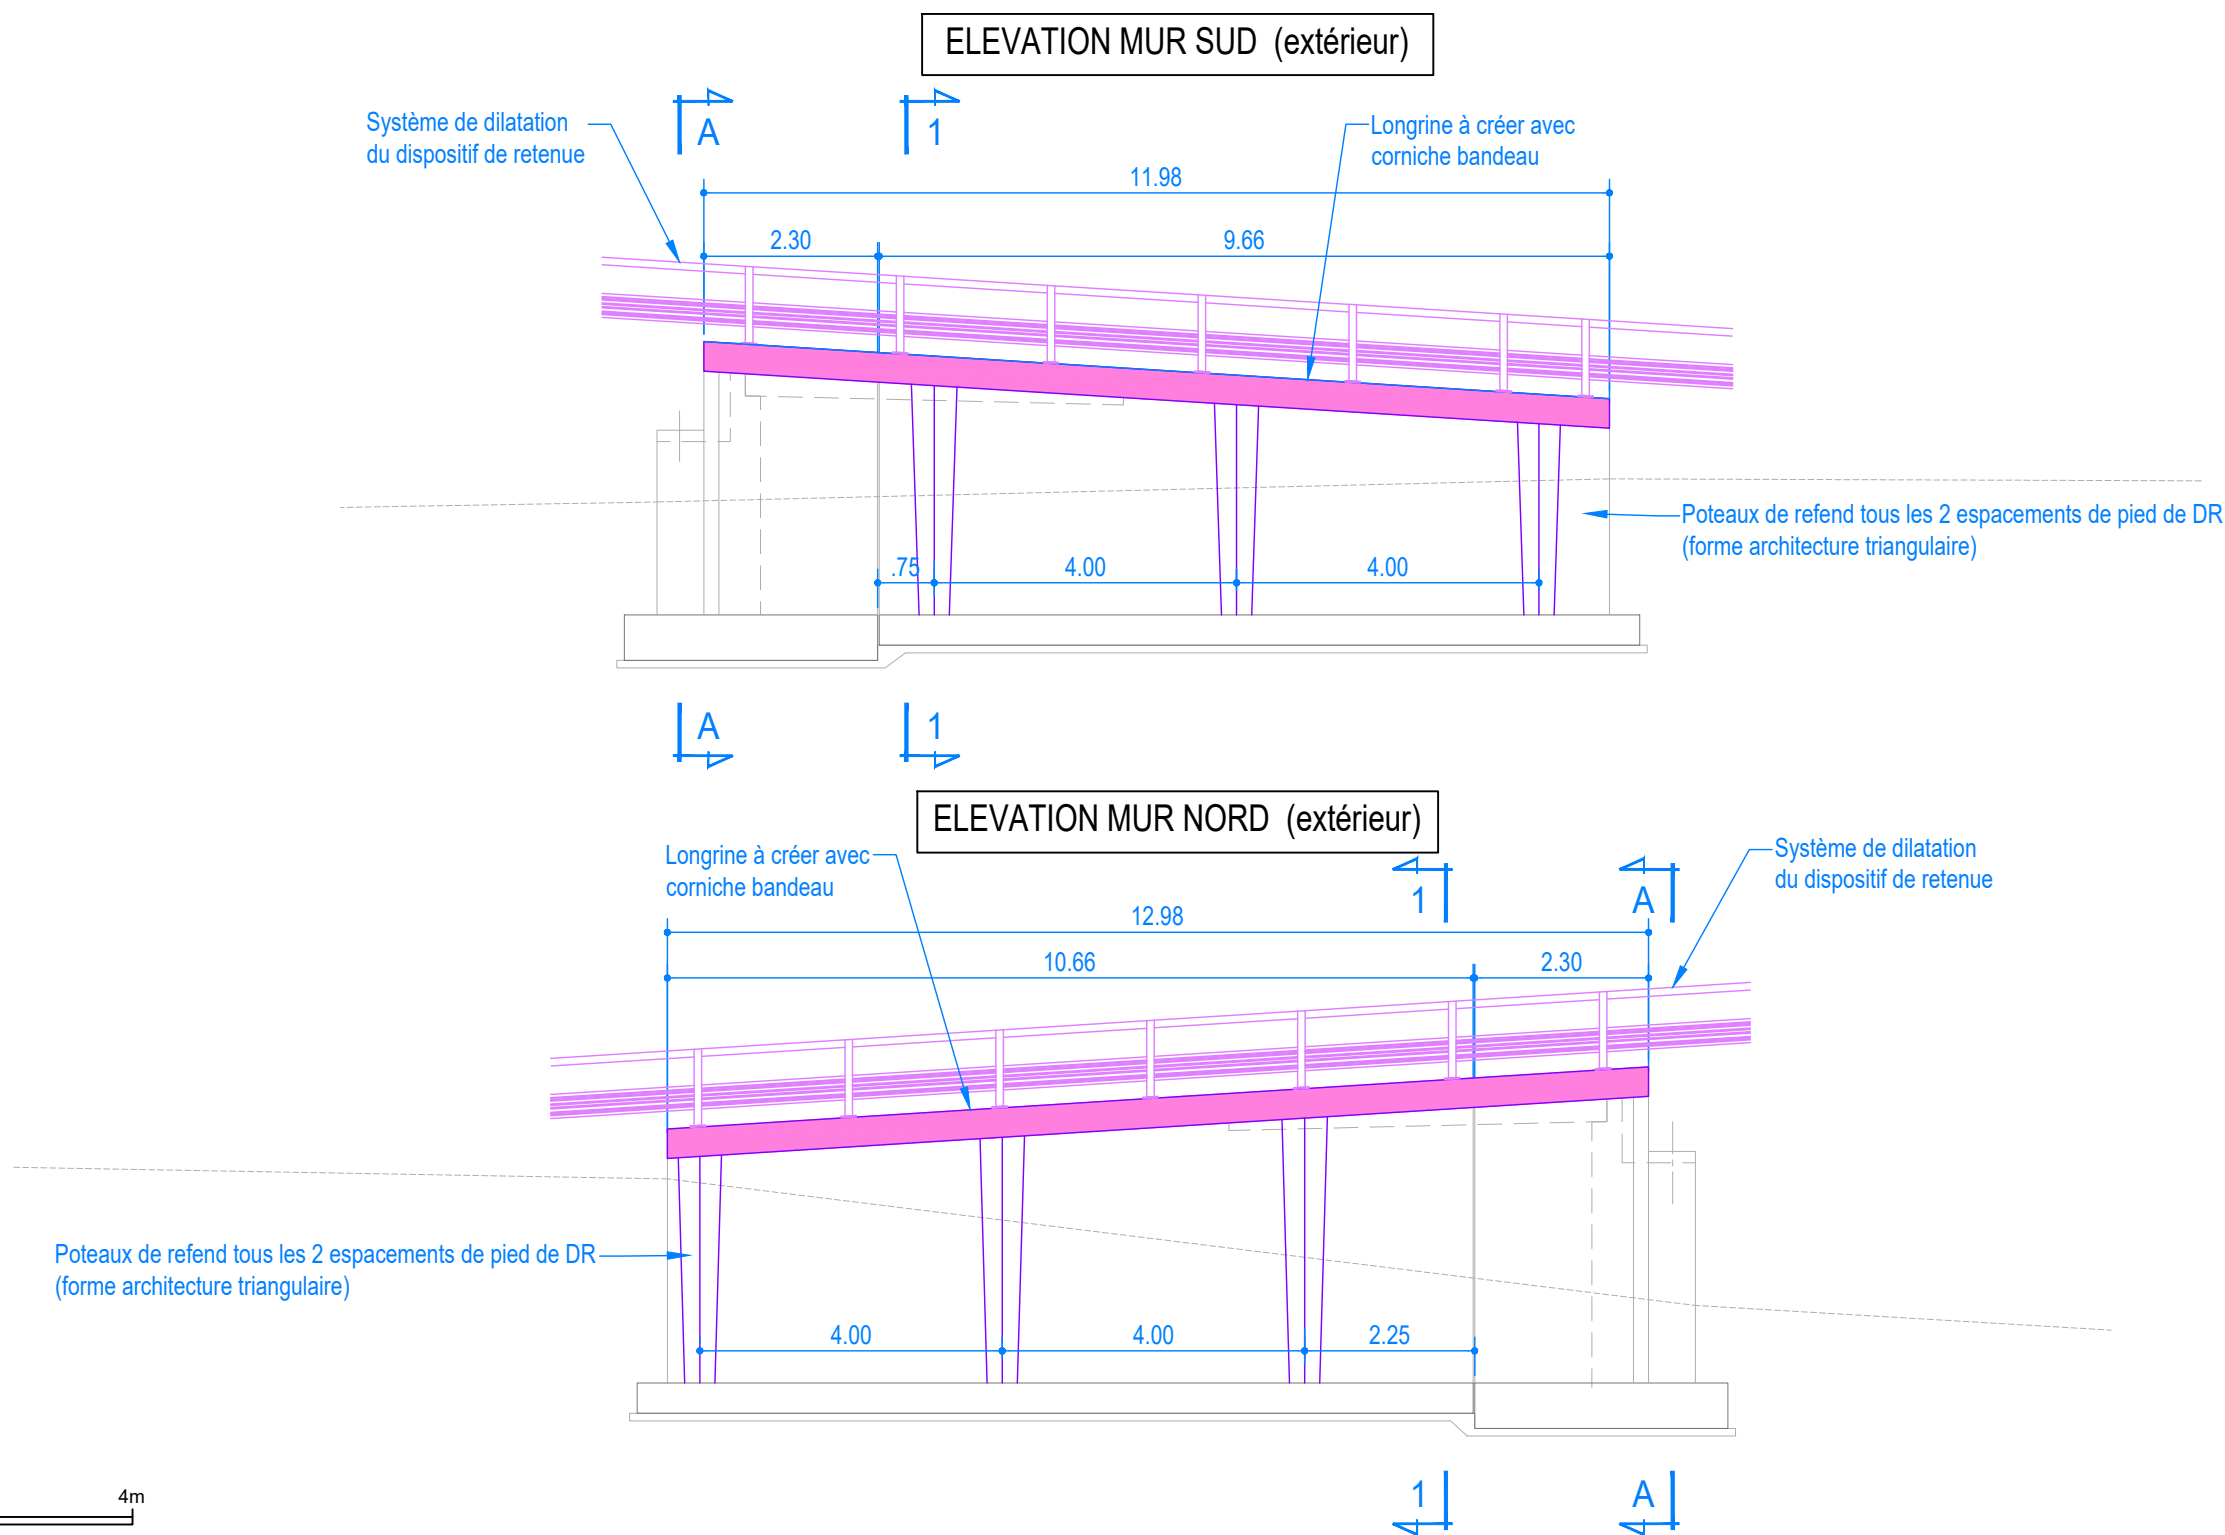 ELEVATION MUR SUD (extérieur)
A
1
Système de dilatation
du dispositif de retenue
Longrine à créer avec
corniche bandeau
11.98
2.30
9.66
Poteaux de refend tous les 2 espacements de pied de DR
(forme architecture triangulaire)
.75
4.00
4.00
A
1
ELEVATION MUR NORD (extérieur)
Longrine à créer avec
corniche bandeau
Système de dilatation
du dispositif de retenue
1
A
12.98
10.66
2.30
Poteaux de refend tous les 2 espacements de pied de DR
(forme architecture triangulaire)
4.00
4.00
2.25
4m
1
A